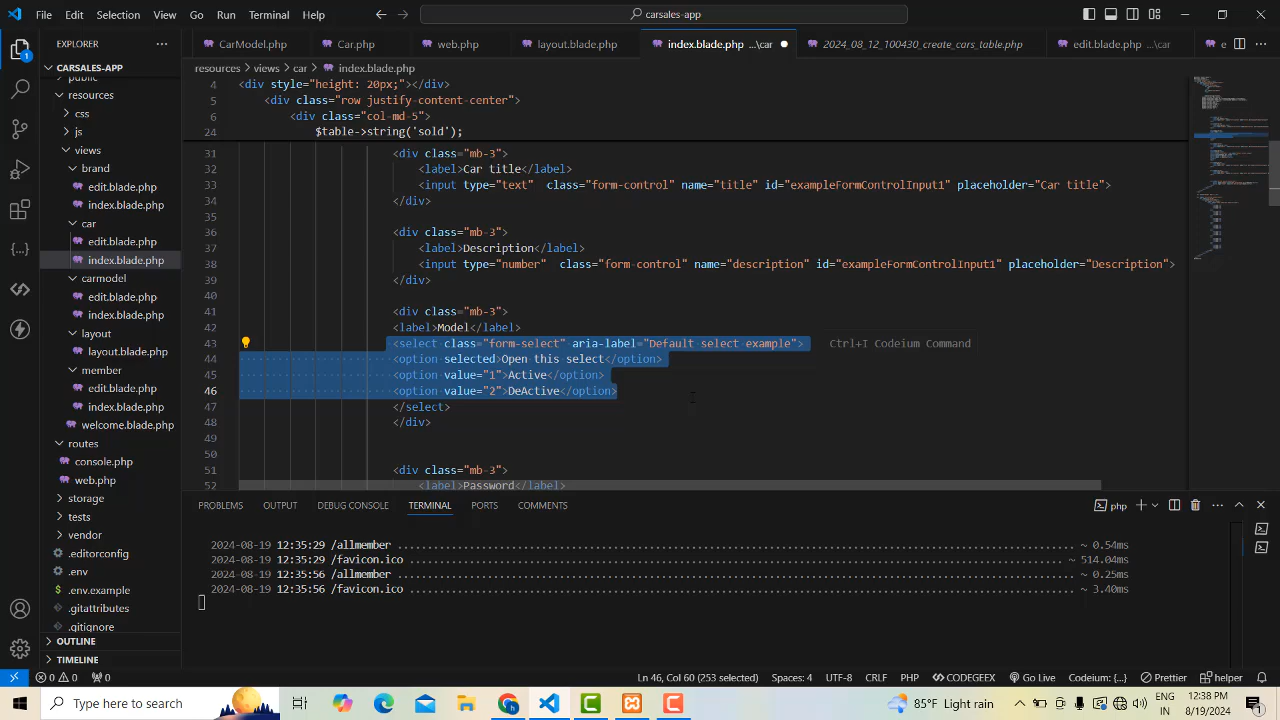 File Edit Selection View Go Run Terminal Help
carsales-app
EXPLORER
CarModel.php
Car.php
web.php
layout.blade.php
index.blade.php ...\car
2024_08_12_100430_create_cars_table.php
edit.blade.php ...\car
e
CARSALES-APP
resources > views > car > index.blade.php
public
resources
css
js
views
brand
edit.blade.php
index.blade.php
car
edit.blade.php
index.blade.php
carmodel
edit.blade.php
index.blade.php
layout
layout.blade.php
member
edit.blade.php
index.blade.php
welcome.blade.php
routes
console.php
web.php
storage
tests
vendor
.editorconfig
.env
.env.example
.gitattributes
.gitignore
OUTLINE
TIMELINE
4 <div style="height: 20px;"></div>
5 <div class="row justify-content-center">
6 <div class="col-md-5">
24 $table->string('sold');
31 <div class="mb-3">
32 <label>Car title</label>
33 <input type="text" class="form-control" name="title" id="exampleFormControlInput1" placeholder="Car title">
34 </div>
35
36 <div class="mb-3">
37 <label>Description</label>
38 <input type="number" class="form-control" name="description" id="exampleFormControlInput1" placeholder="Description">
39 </div>
40
41 <div class="mb-3">
42 <label>Model</label>
43 <select class="form-select" aria-label="Default select example"> Ctrl+I Codeium Command
44 <option selected>Open this select</option>
45 <option value="1">Active</option>
46 <option value="2">DeActive</option>
47 </select>
48 </div>
49
50
51 <div class="mb-3">
52 <label>Password</label>
PROBLEMS OUTPUT DEBUG CONSOLE TERMINAL PORTS COMMENTS
php
2024-08-19 12:35:29 /allmember ~ 0.54ms
2024-08-19 12:35:29 /favicon.ico ~ 514.04ms
2024-08-19 12:35:56 /allmember ~ 0.25ms
2024-08-19 12:35:56 /favicon.ico ~ 3.40ms
0 0 0 Ln 46, Col 60 (253 selected) Spaces: 4 UTF-8 CRLF PHP CODEGEEX Go Live Codeium: {...} Prettier helper
Type here to search
85°F Light rain
ENG
IN
12:38 PM
8/19/2024